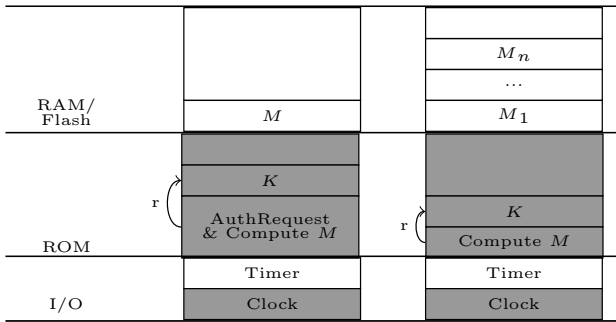 M_n
...
RAM/
Flash
M
M_1
K
r
AuthRequest
& Compute M
K
r
Compute M
ROM
Timer
Timer
I/O
Clock
Clock